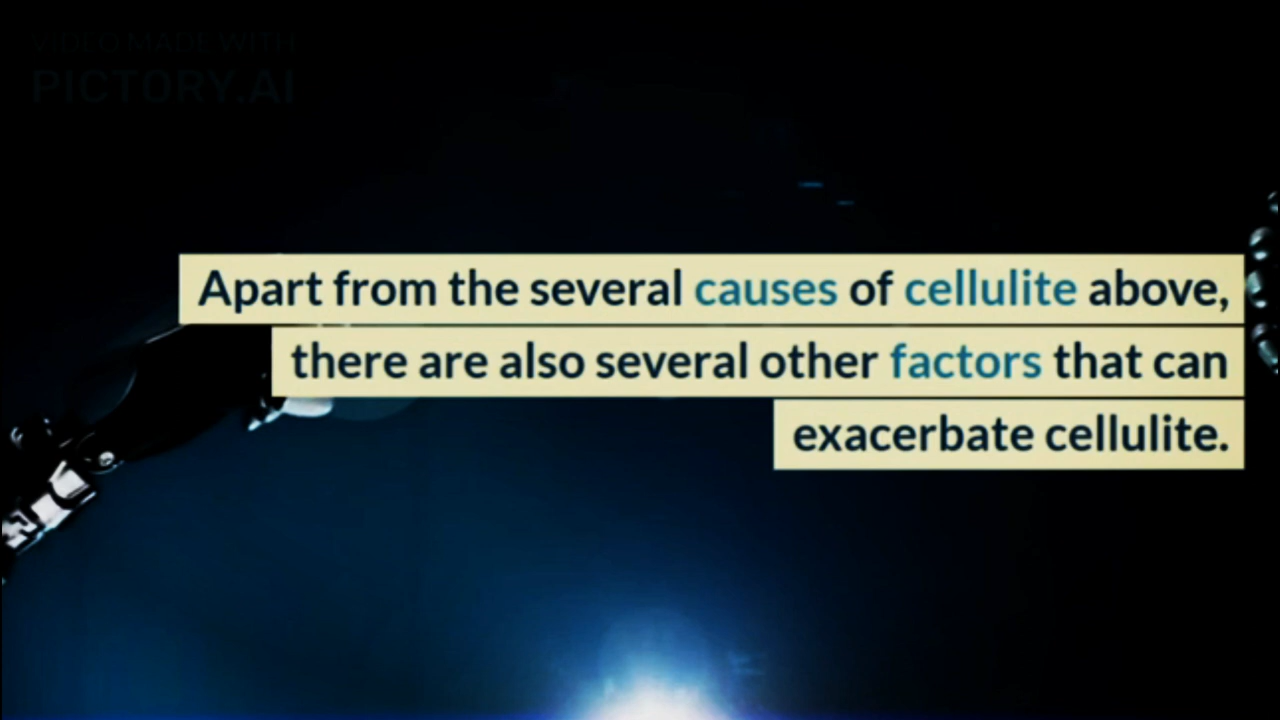 VIDEO MADE WITH
PICTORY.AI
Apart from the several causes of cellulite above,
there are also several other factors that can
exacerbate cellulite.